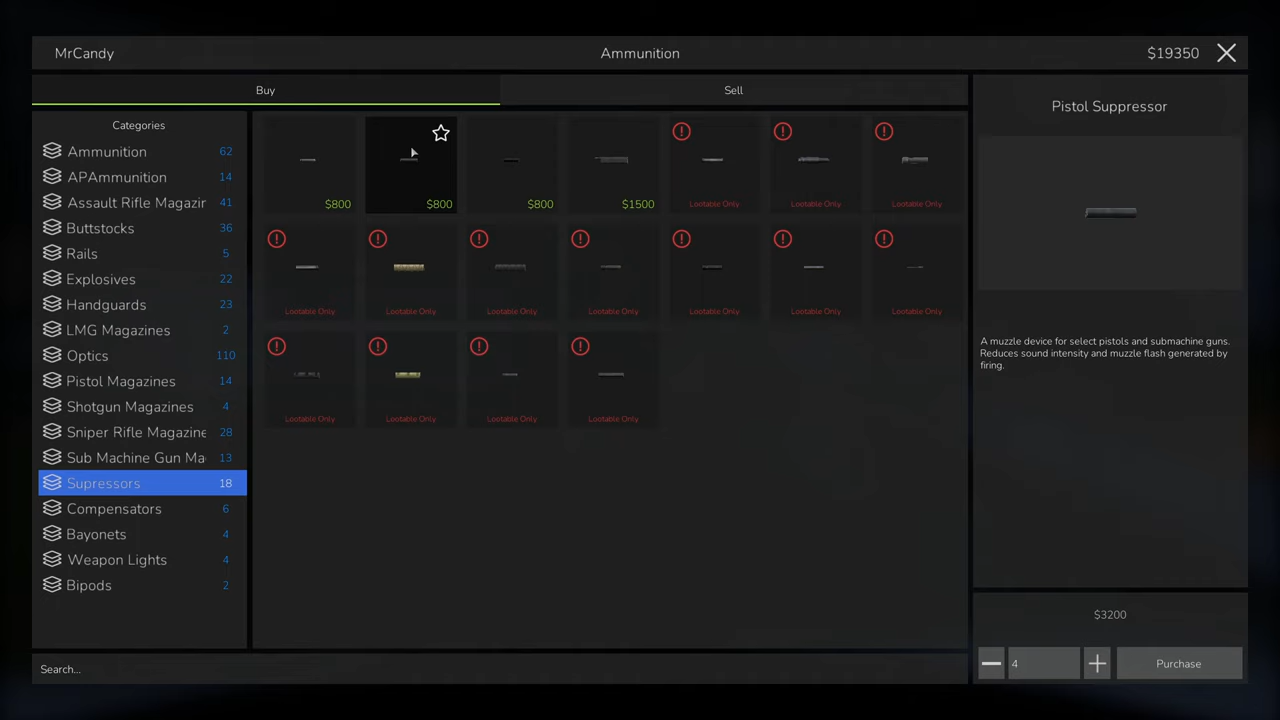 MrCandy
Ammunition
$19350
Buy
Sell
Categories
Ammunition 62
APAmmunition 14
Assault Rifle Magazir 41
Buttstocks 36
Rails 5
Explosives 22
Handguards 23
LMG Magazines 2
Optics 110
Pistol Magazines 14
Shotgun Magazines 4
Sniper Rifle Magazine 28
Sub Machine Gun Ma 13
Supressors 18
Compensators 6
Bayonets 4
Weapon Lights 4
Bipods 2
$800
$800
$800
$1500
Lootable Only
Lootable Only
Lootable Only
Lootable Only
Lootable Only
Lootable Only
Lootable Only
Lootable Only
Lootable Only
Lootable Only
Lootable Only
Lootable Only
Lootable Only
Lootable Only
Pistol Suppressor
A muzzle device for select pistols and submachine guns.
Reduces sound intensity and muzzle flash generated by
firing.
$3200
4
Purchase
Search...